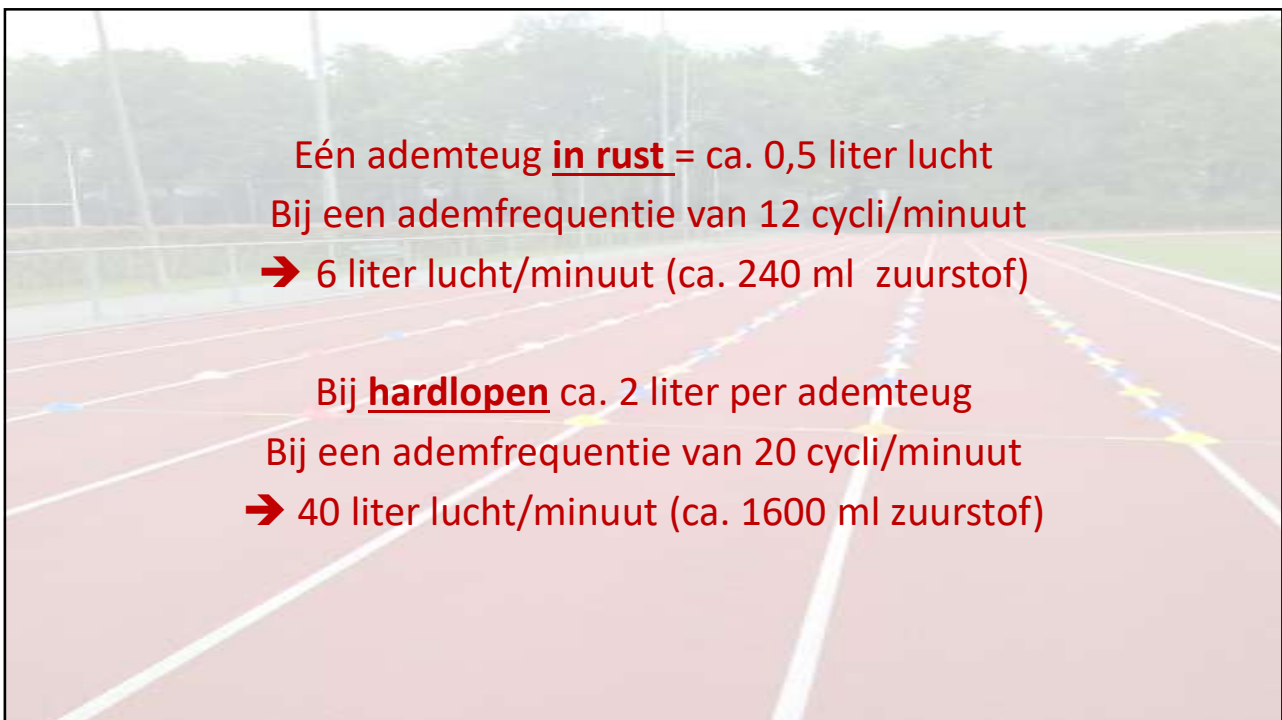 Eén ademteug in rust = ca. 0,5 liter lucht
Bij een ademfrequentie van 12 cycli/minuut
➔ 6 liter lucht/minuut (ca. 240 ml zuurstof)
Bij hardlopen ca. 2 liter per ademteug
Bij een ademfrequentie van 20 cycli/minuut
➔ 40 liter lucht/minuut (ca. 1600 ml zuurstof)